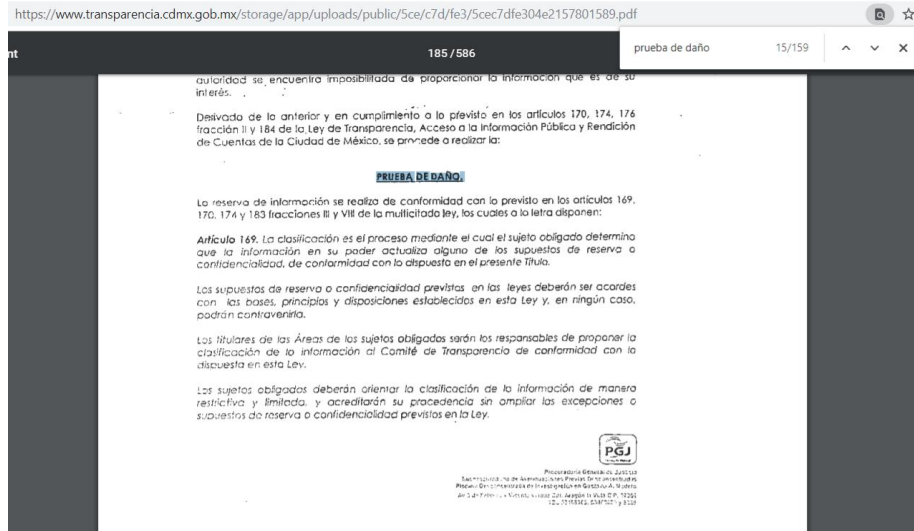 https://www.transparencia.cdmx.gob.mx/storage/app/uploads/public/5ce/c7d/fe3/5cec7dfe304e2157801589.pdf
nt
185 / 586
prueba de daño 15/159
autoridad se encuentra imposibilitada de proporcionar la información que es de su
interés.
Derivado de la anterior y en cumplimiento a lo previsto en los artículos 170, 174, 176
fracción II y 184 de la Ley de Transparencia, Acceso a la Información Pública y Rendición
de Cuentas de la Ciudad de México, se procede a realizar la:
PRUEBA DE DAÑO.
La reserva de información se realiza de conformidad con lo previsto en los artículos 169,
170, 174 y 183 fracciones III y VIII de la multicitada ley, los cuales a la letra disponen:
Artículo 169. La clasificación es el proceso mediante el cual el sujeto obligado determina
que la información en su poder actualiza alguno de los supuestos de reserva o
confidencialidad, de conformidad con lo dispuesto en el presente Título.
Los supuestos de reserva o confidencialidad previstos en las leyes deberán ser acordes
con las bases, principios y disposiciones establecidos en esta Ley y, en ningún caso,
podrán contravenirla.
Los titulares de las Áreas de los sujetos obligados serán los responsables de proponer la
clasificación de la información al Comité de Transparencia de conformidad con lo
dispuesto en esta Ley.
Los sujetos obligados deberán orientar la clasificación de la información de manera
restrictiva y limitada, y acreditarán su procedencia sin ampliar las excepciones o
supuestos de reserva o confidencialidad previstos en la Ley.
PGJ
Procuraduría General de Justicia